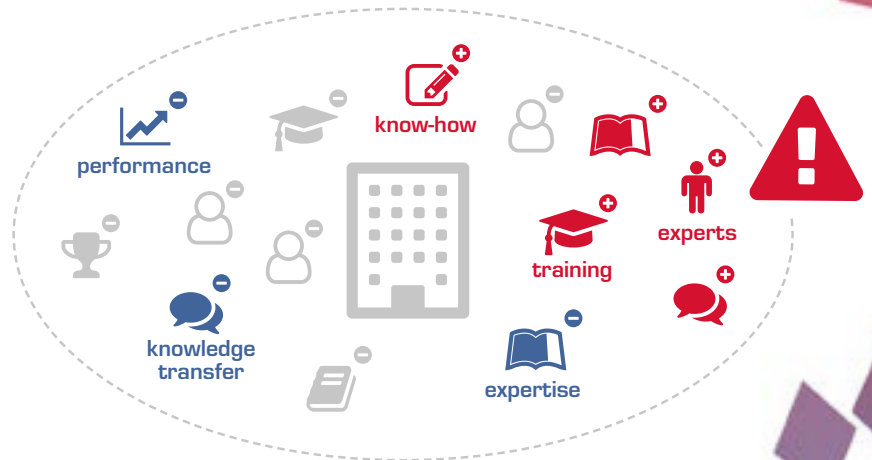 know-how
performance
experts
training
knowledge
transfer
expertise